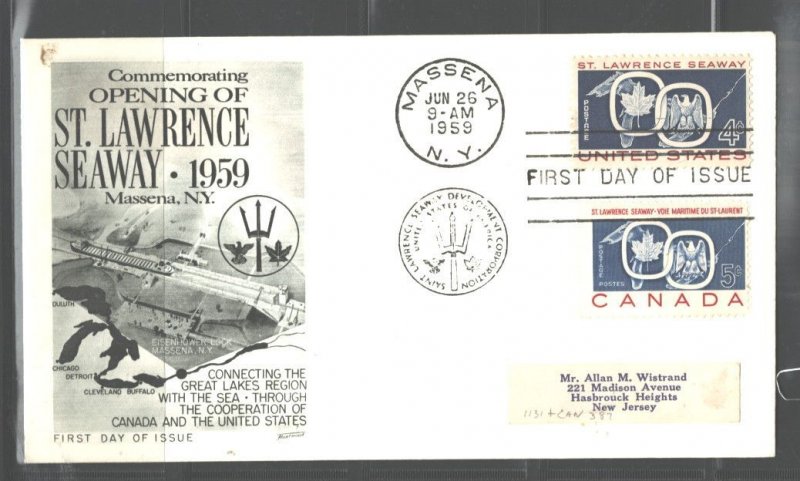 Commemorating
OPENING OF
ST. LAWRENCE
SEAWAY · 1959
Massena, N.Y.
DULUTH
CHICAGO
DETROIT
CLEVELAND
BUFFALO
EISENHOWER LOCK
MASSENA, N.Y.
CONNECTING THE
GREAT LAKES REGION
WITH THE SEA · THROUGH
THE COOPERATION OF
CANADA AND THE UNITED STATES
FIRST DAY OF ISSUE
MASSENA
JUN 26
9-AM
1959
N.Y.
SAINT LAWRENCE SEAWAY DEVELOPMENT CORPORATION
UNITED STATES OF AMERICA
ST. LAWRENCE SEAWAY
POSTAGE
4¢
UNITED STATES
FIRST DAY OF ISSUE
ST. LAWRENCE SEAWAY-VOIE MARITIME DU ST-LAURENT
POSTAGE
POSTES
5¢
CANADA
Mr. Allan M. Wistrand
221 Madison Avenue
Hasbrouck Heights
New Jersey
1131 + CAN 387